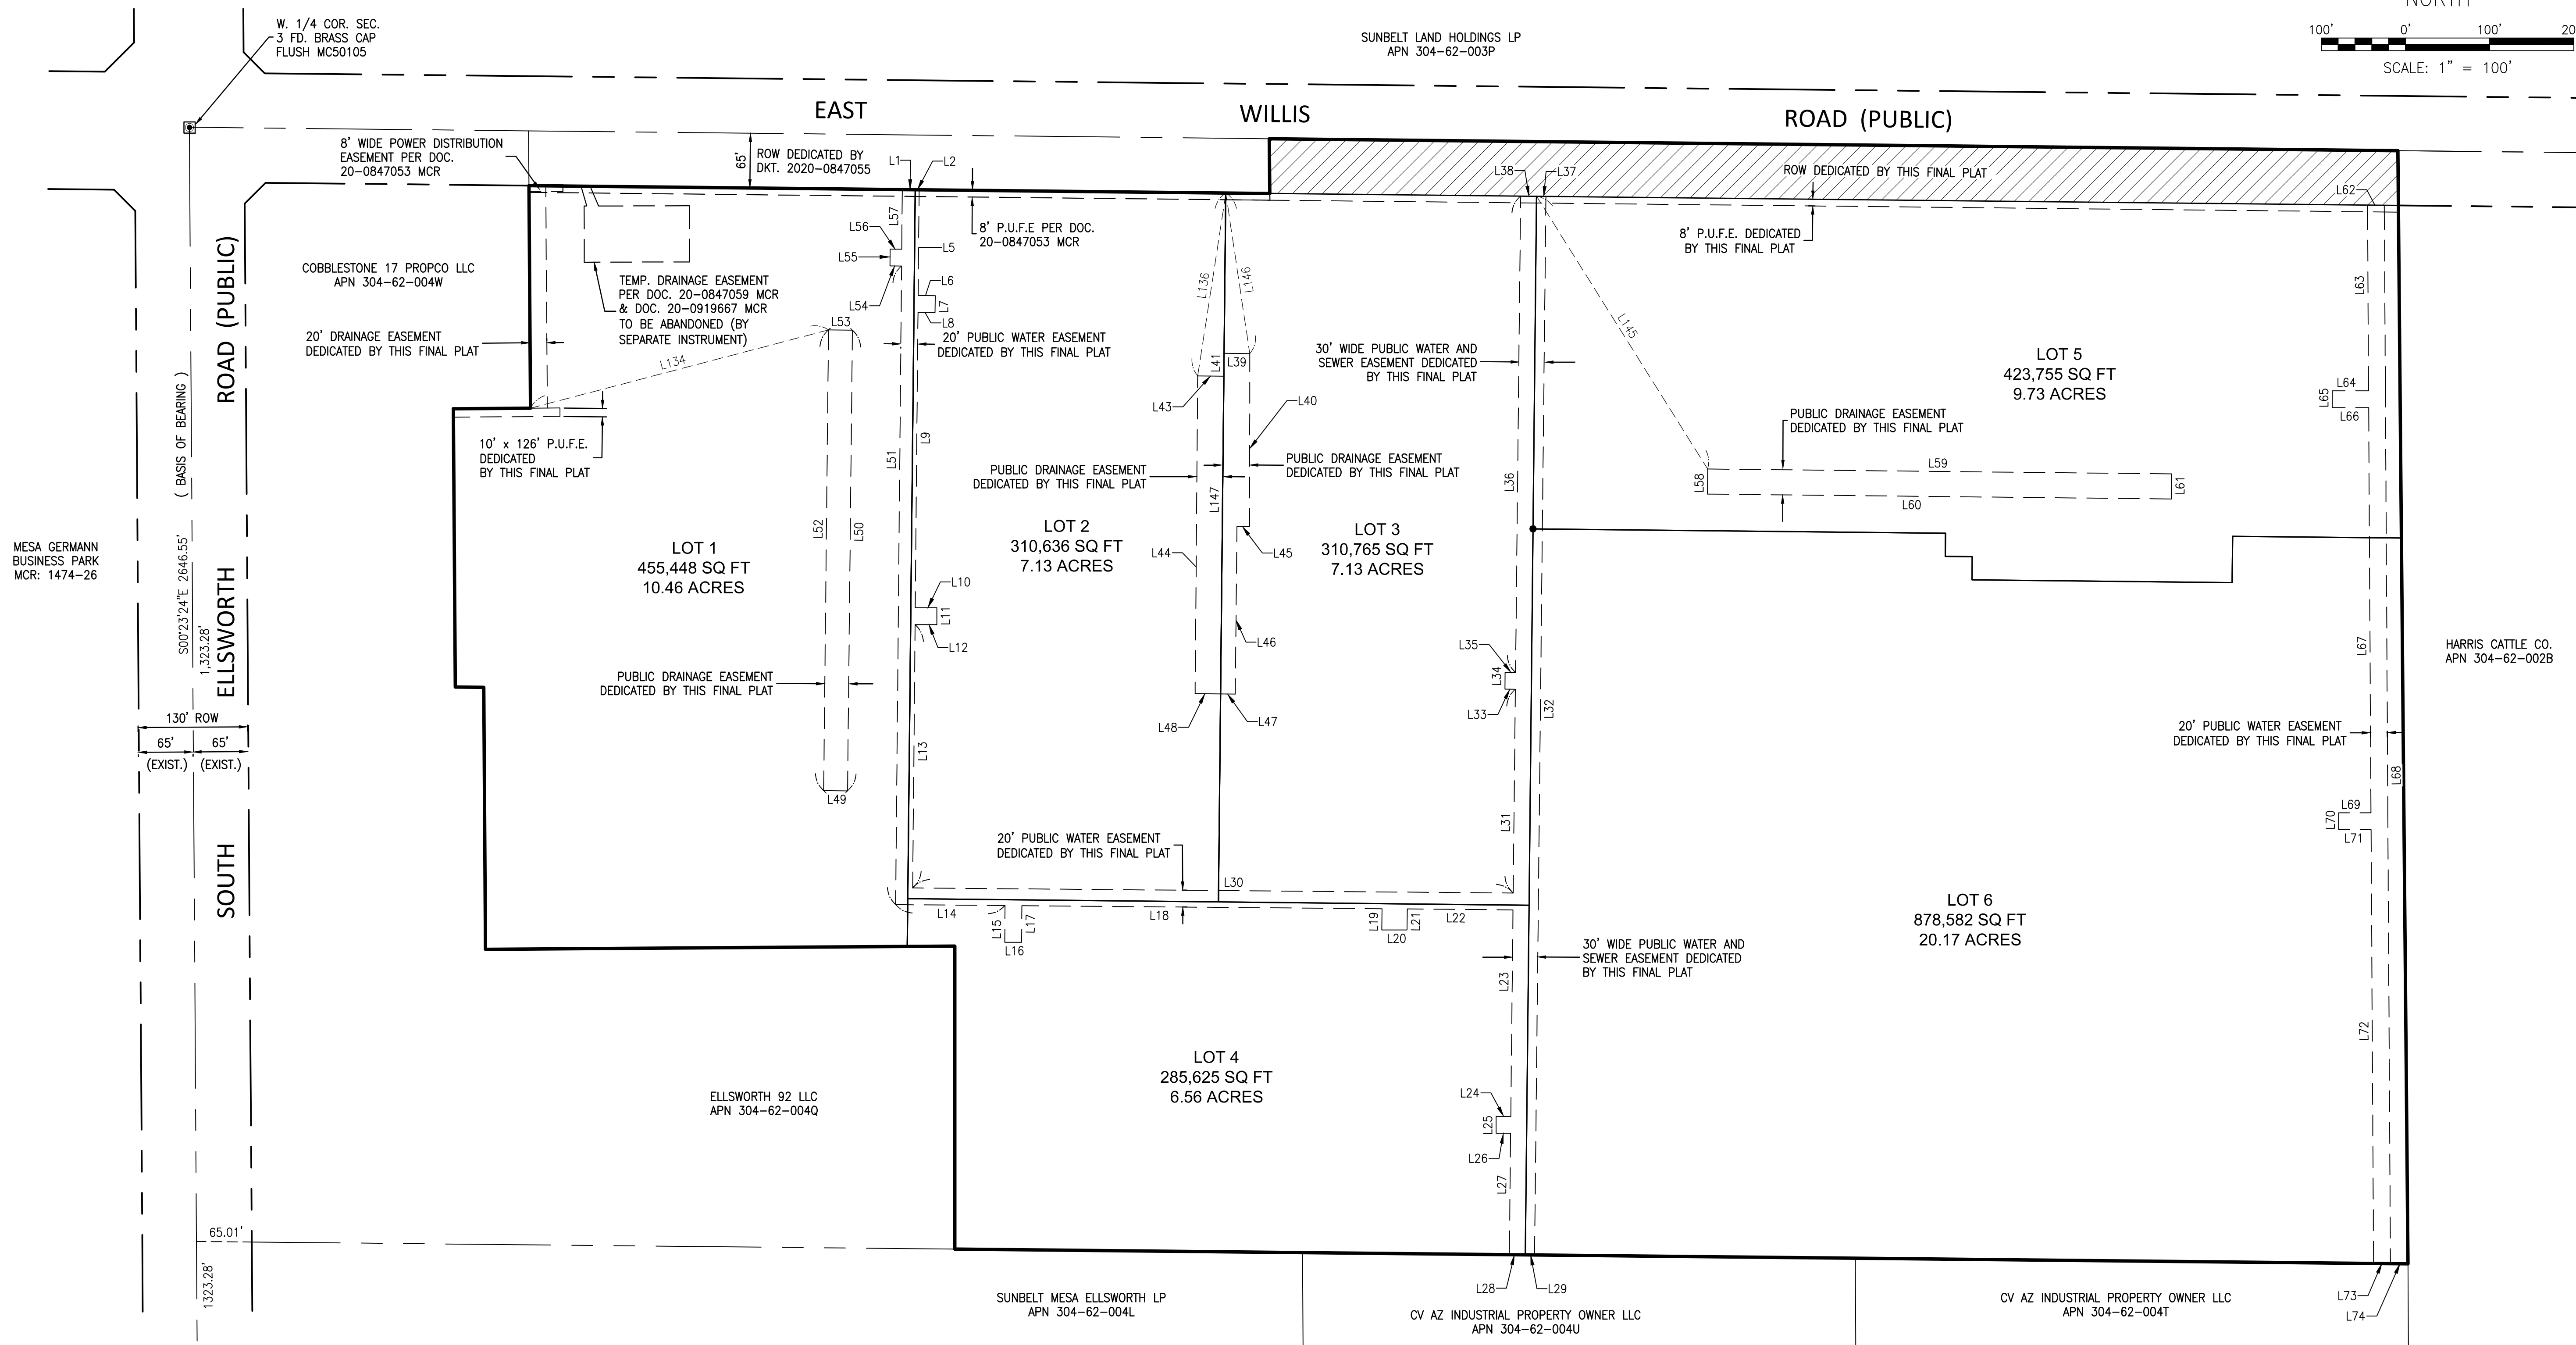 NORTH
100'
0'
100'
20
SCALE: 1" = 100'
W. 1/4 COR. SEC.
3 FD. BRASS CAP
FLUSH MC50105
SUNBELT LAND HOLDINGS LP
APN 304-62-003P
EAST
WILLIS
ROAD (PUBLIC)
8' WIDE POWER DISTRIBUTION
EASEMENT PER DOC.
20-0847053 MCR
65'
ROW DEDICATED BY
DKT. 2020-0847055
L1
L2
L38
L37
ROW DEDICATED BY THIS FINAL PLAT
L62
L57
L56
L55
L54
L5
L6
L7
L8
8' P.U.F.E PER DOC.
20-0847053 MCR
L136
L146
8' P.U.F.E. DEDICATED
BY THIS FINAL PLAT
L63
COBBLESTONE 17 PROPCO LLC
APN 304-62-004W
TEMP. DRAINAGE EASEMENT
PER DOC. 20-0847059 MCR
& DOC. 20-0919667 MCR
TO BE ABANDONED (BY
SEPARATE INSTRUMENT)
20' DRAINAGE EASEMENT
DEDICATED BY THIS FINAL PLAT
L53
L134
20' PUBLIC WATER EASEMENT
DEDICATED BY THIS FINAL PLAT
L41
L39
L43
L40
30' WIDE PUBLIC WATER AND
SEWER EASEMENT DEDICATED
BY THIS FINAL PLAT
L145
LOT 5
423,755 SQ FT
9.73 ACRES
L64
L65
L66
ROAD (PUBLIC)
( BASIS OF BEARING )
S00°23'24"E 2646.55'
1,323.28'
10' x 126' P.U.F.E.
DEDICATED
BY THIS FINAL PLAT
L51
L9
L52
L50
PUBLIC DRAINAGE EASEMENT
DEDICATED BY THIS FINAL PLAT
L147
PUBLIC DRAINAGE EASEMENT
DEDICATED BY THIS FINAL PLAT
L36
PUBLIC DRAINAGE EASEMENT
DEDICATED BY THIS FINAL PLAT
L58
L59
L60
L61
MESA GERMANN
BUSINESS PARK
MCR: 1474-26
ELLSWORTH
LOT 1
455,448 SQ FT
10.46 ACRES
LOT 2
310,636 SQ FT
7.13 ACRES
L44
L45
LOT 3
310,765 SQ FT
7.13 ACRES
L10
L11
L12
L46
L35
L34
L33
L32
L67
HARRIS CATTLE CO.
APN 304-62-002B
PUBLIC DRAINAGE EASEMENT
DEDICATED BY THIS FINAL PLAT
L48
L47
130' ROW
65'
65'
(EXIST.)
(EXIST.)
20' PUBLIC WATER EASEMENT
DEDICATED BY THIS FINAL PLAT
L68
L13
L49
L69
L70
L71
L31
20' PUBLIC WATER EASEMENT
DEDICATED BY THIS FINAL PLAT
SOUTH
L30
L14
L15
L16
L17
L18
L19
L20
L21
L22
LOT 6
878,582 SQ FT
20.17 ACRES
30' WIDE PUBLIC WATER AND
SEWER EASEMENT DEDICATED
BY THIS FINAL PLAT
L23
L72
LOT 4
285,625 SQ FT
6.56 ACRES
ELLSWORTH 92 LLC
APN 304-62-004Q
L24
L25
L26
L27
65.01'
1323.28'
L28
L29
SUNBELT MESA ELLSWORTH LP
APN 304-62-004L
CV AZ INDUSTRIAL PROPERTY OWNER LLC
APN 304-62-004U
CV AZ INDUSTRIAL PROPERTY OWNER LLC
APN 304-62-004T
L73
L74